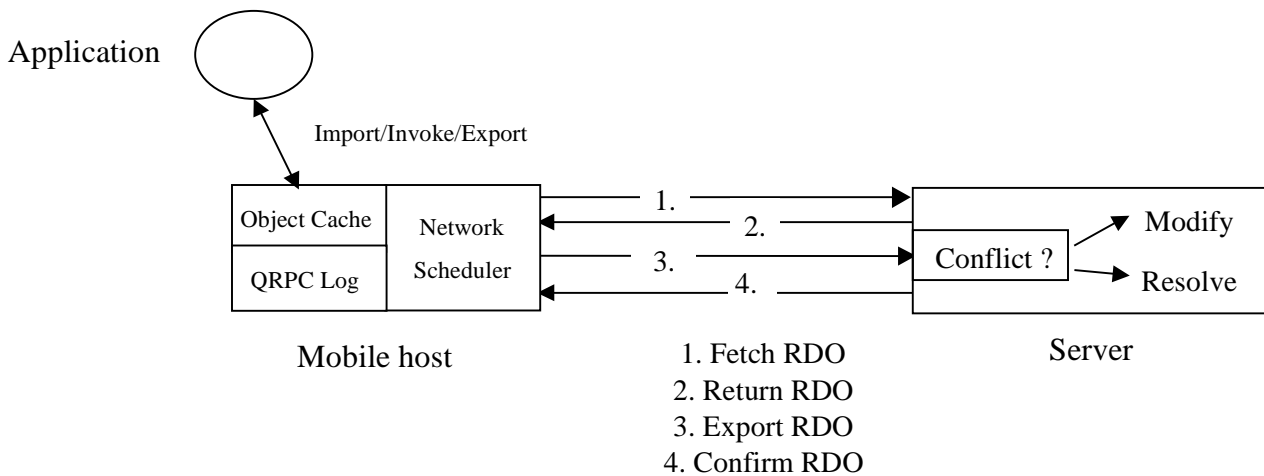 Application
Import/Invoke/Export
Object Cache
QRPC Log
Network
Scheduler
1.
2.
3.
4.
Conflict ?
Modify
Resolve
Mobile host
Server
1. Fetch RDO
2. Return RDO
3. Export RDO
4. Confirm RDO